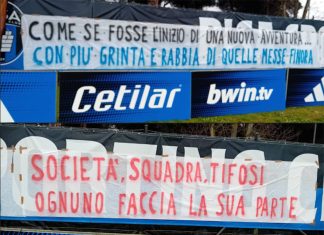 COME SE FOSSE L'INIZIO DI UNA NUOVA AVVENTURA...
CON PIU' GRINTA E RABBIA DI QUELLE MESSE FINORA
Cetilar
bwin.tv
SOCIETÀ, SQUADRA, TIFOSI
OGNUNO FACCIA LA SUA PARTE